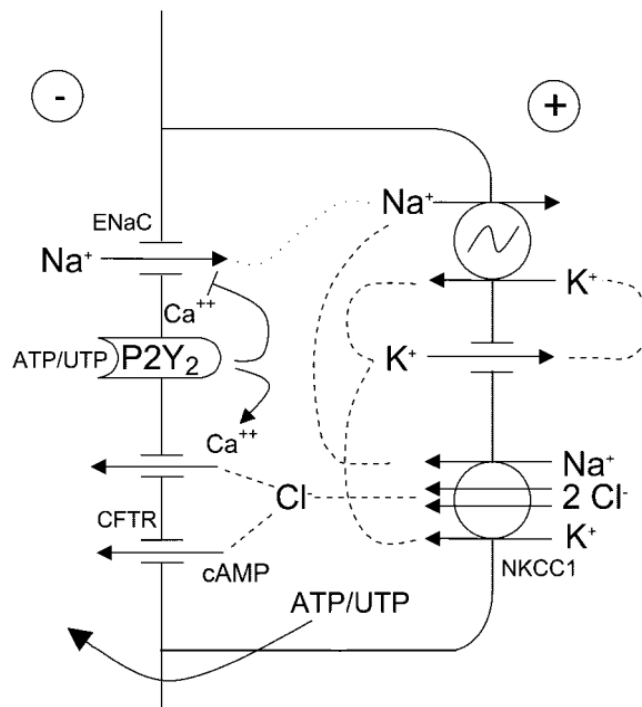 -
+
ENaC
Na⁺
Na⁺
Ca⁺⁺
K⁺
ATP/UTP
P2Y₂
K⁺
Ca⁺⁺
Na⁺
Cl⁻
2 Cl⁻
CFTR
K⁺
cAMP
NKCC1
ATP/UTP